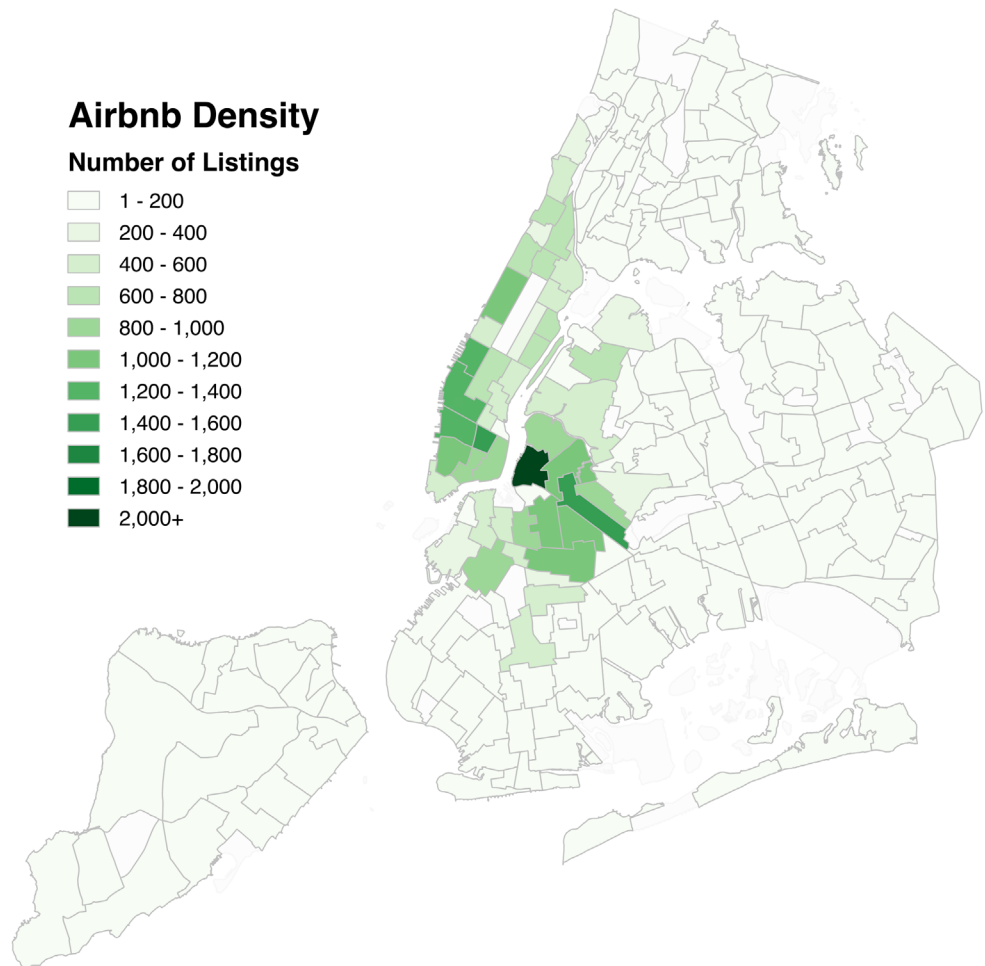 Airbnb Density
Number of Listings
1 - 200
200 - 400
400 - 600
600 - 800
800 - 1,000
1,000 - 1,200
1,200 - 1,400
1,400 - 1,600
1,600 - 1,800
1,800 - 2,000
2,000+